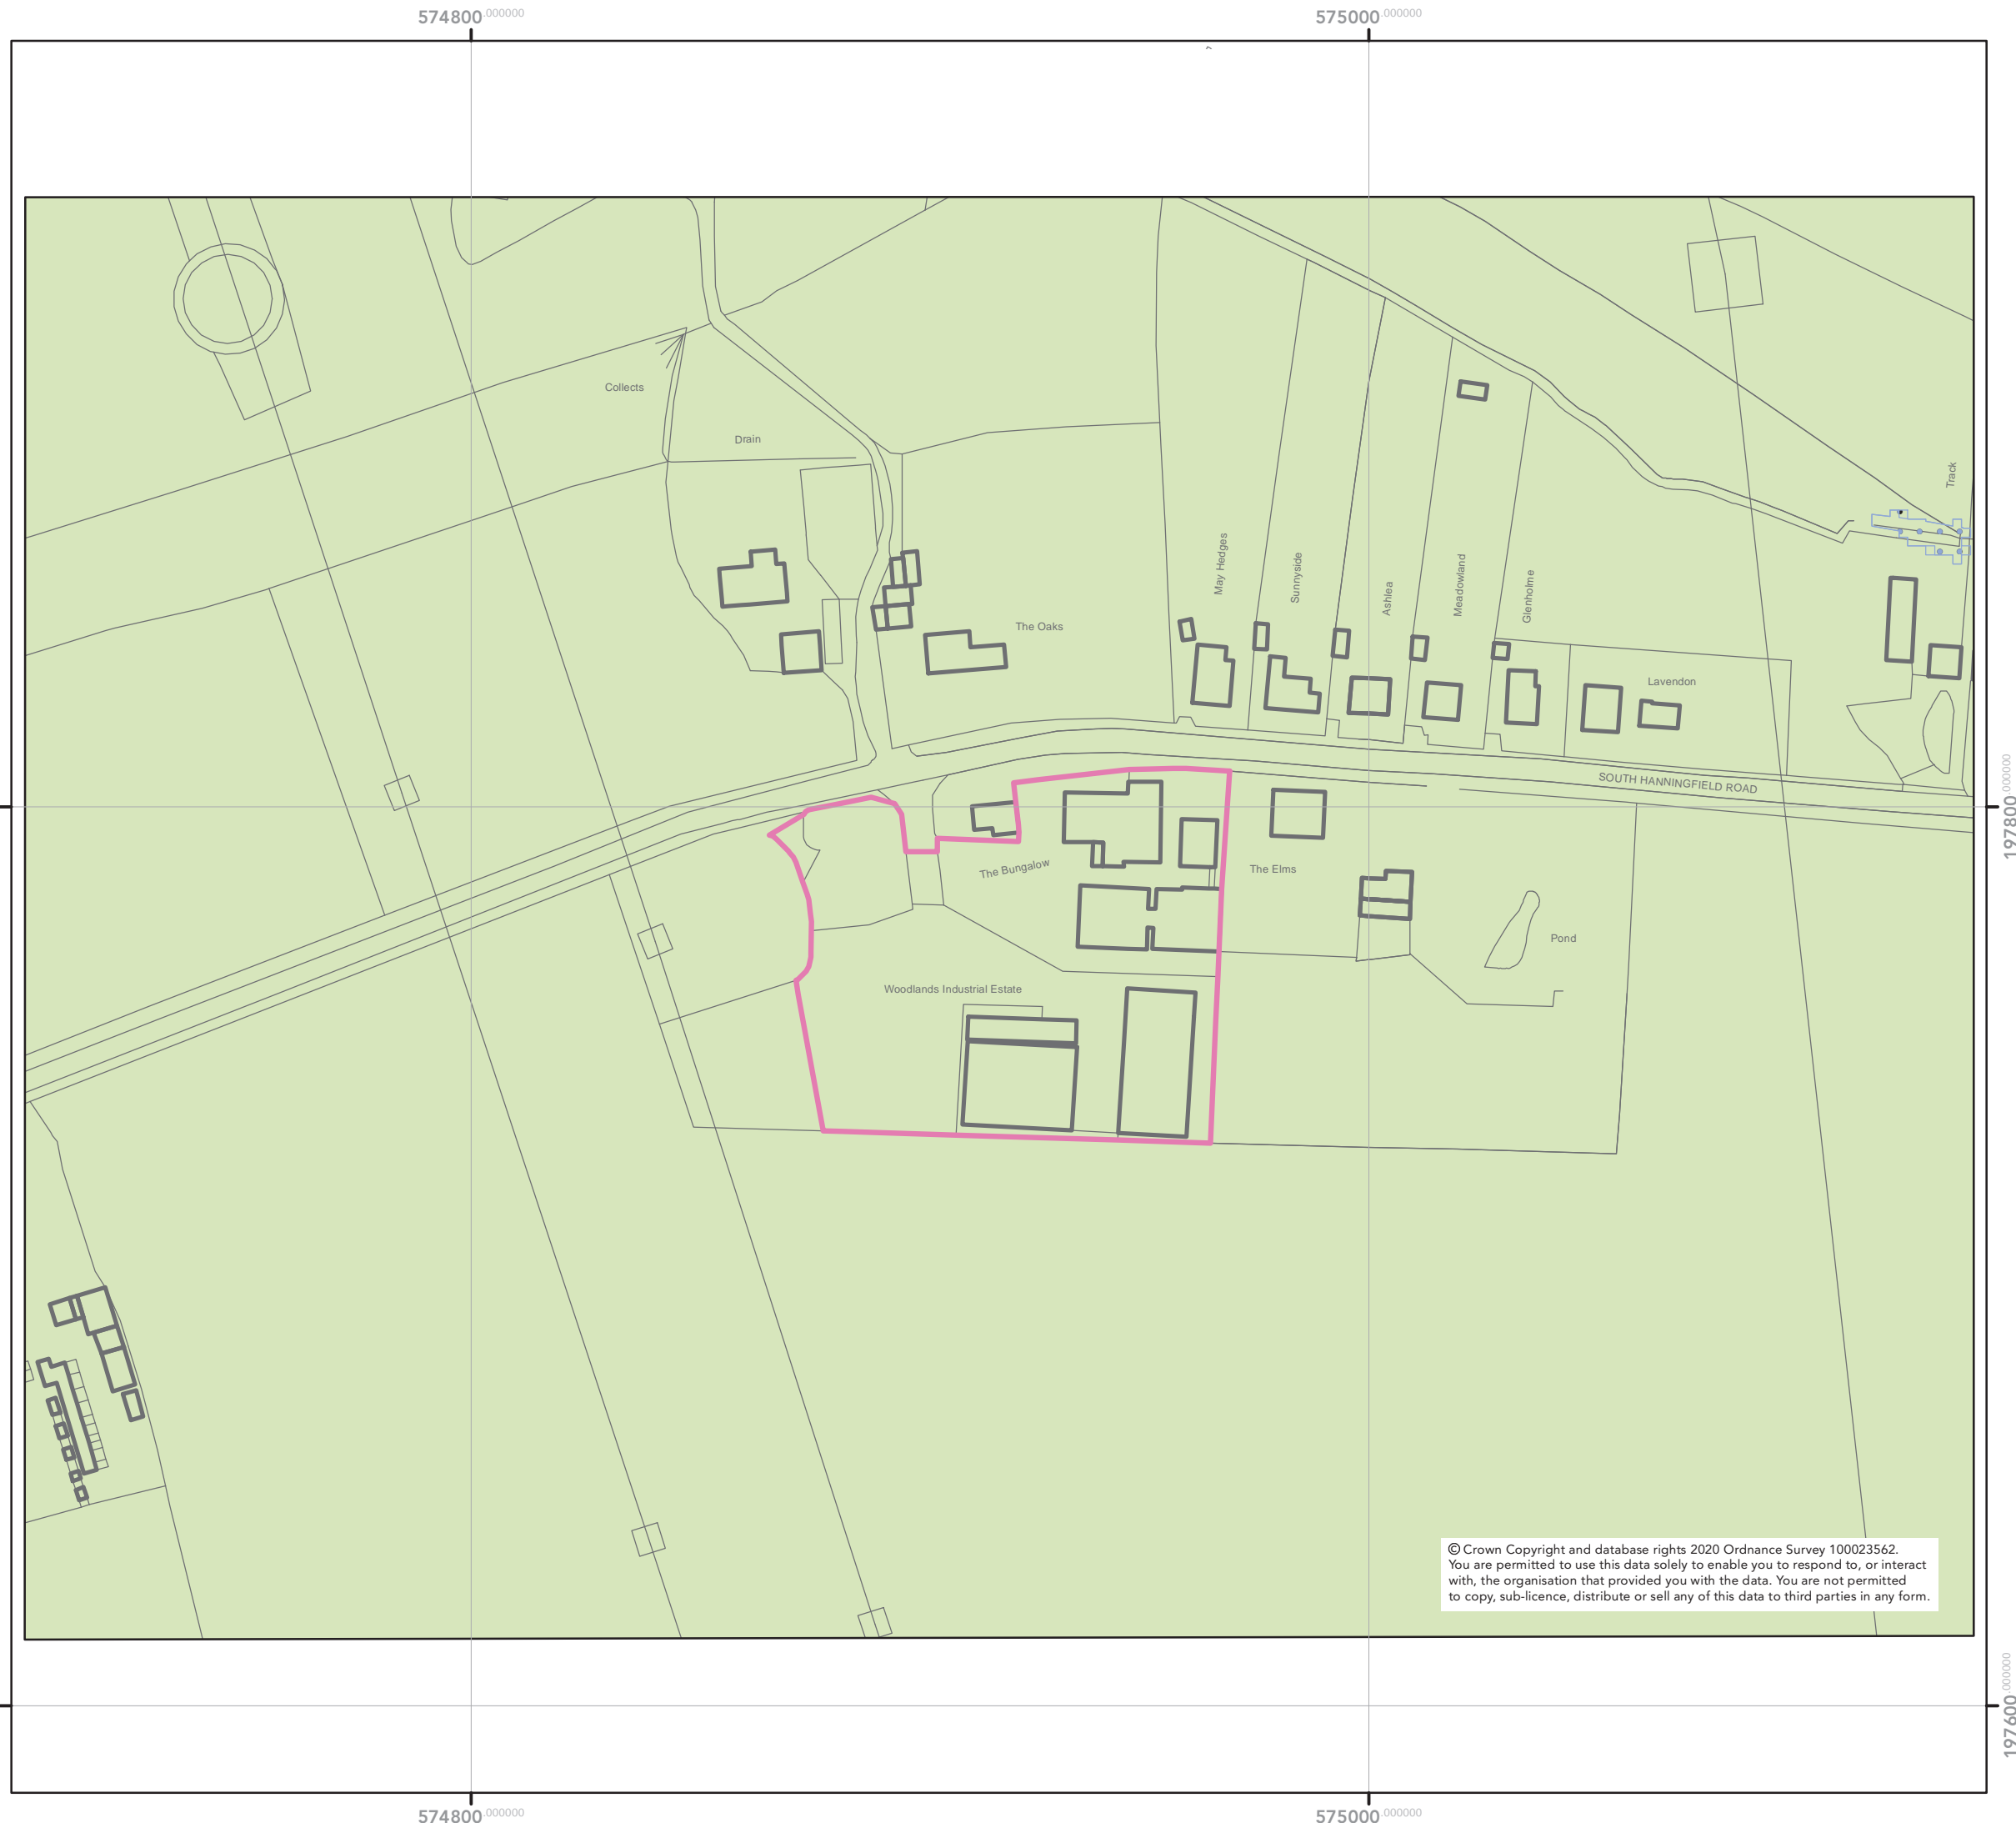 574800.000000
575000.000000
Collects
Drain
Track
May Hedges
Sunnyside
Ashlea
Meadowland
Glenholme
The Oaks
Lavendon
SOUTH HANNINGFIELD ROAD
197800.000000
The Bungalow
The Elms
Pond
Woodlands Industrial Estate
© Crown Copyright and database rights 2020 Ordnance Survey 100023562.
You are permitted to use this data solely to enable you to respond to, or interact
with, the organisation that provided you with the data. You are not permitted
to copy, sub-licence, distribute or sell any of this data to third parties in any form.
197600.000000
574800.000000
575000.000000